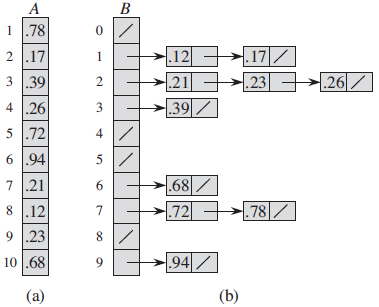 A B
1 .78 0 /
2 .17 1 .12 .17 /
3 .39 2 .21 .23 .26 /
4 .26 3 .39 /
5 .72 4 /
6 .94 5 /
7 .21 6 .68 /
8 .12 7 .72 .78 /
9 .23 8 /
10 .68 9 .94 /
(a) (b)